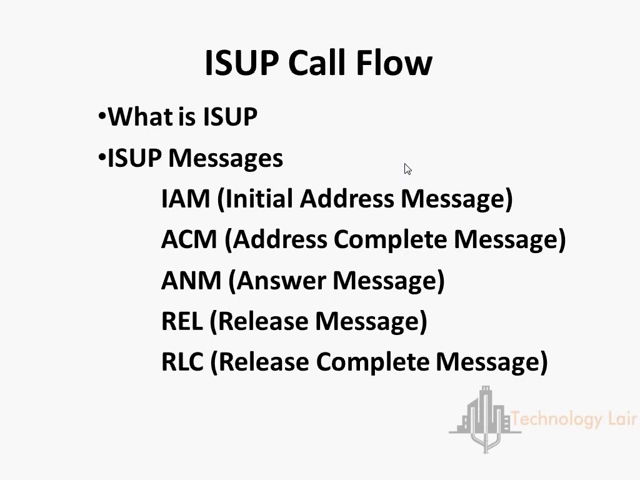 ISUP Call Flow
•What is ISUP
•ISUP Messages
IAM (Initial Address Message)
ACM (Address Complete Message)
ANM (Answer Message)
REL (Release Message)
RLC (Release Complete Message)
Technology Lair